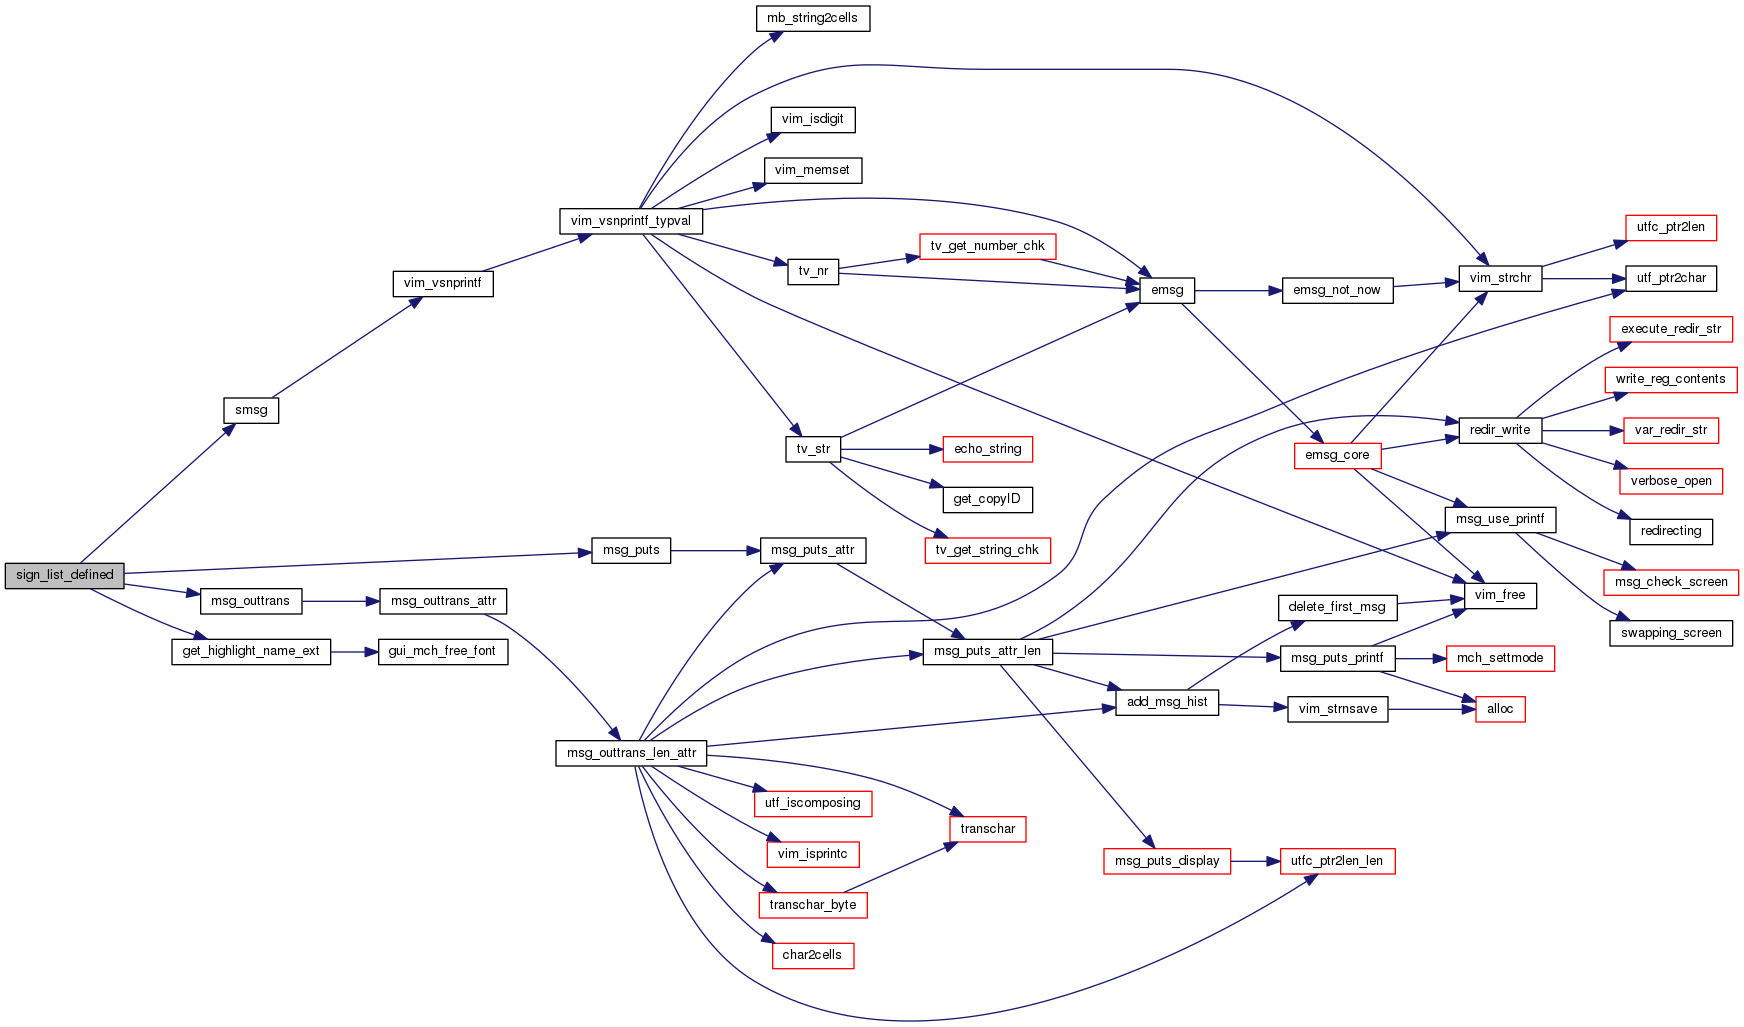 mb_string2cells
vim_isdigit
vim_memset
vim_vsnprintf_typval
utfc_ptr2len
tv_get_number_chk
tv_nr
vim_strchr
utf_ptr2char
vim_vsnprintf
emsg
emsg_not_now
execute_redir_str
write_reg_contents
smsg
redir_write
var_redir_str
tv_str
echo_string
emsg_core
verbose_open
get_copyID
msg_use_printf
redirecting
msg_puts
msg_puts_attr
tv_get_string_chk
sign_list_defined
msg_check_screen
msg_outtrans
msg_outtrans_attr
delete_first_msg
vim_free
swapping_screen
get_highlight_name_ext
gui_mch_free_font
msg_puts_attr_len
msg_puts_printf
mch_settmode
add_msg_hist
vim_strnsave
alloc
msg_outtrans_len_attr
utf_iscomposing
transchar
vim_isprintc
msg_puts_display
utfc_ptr2len_len
transchar_byte
char2cells